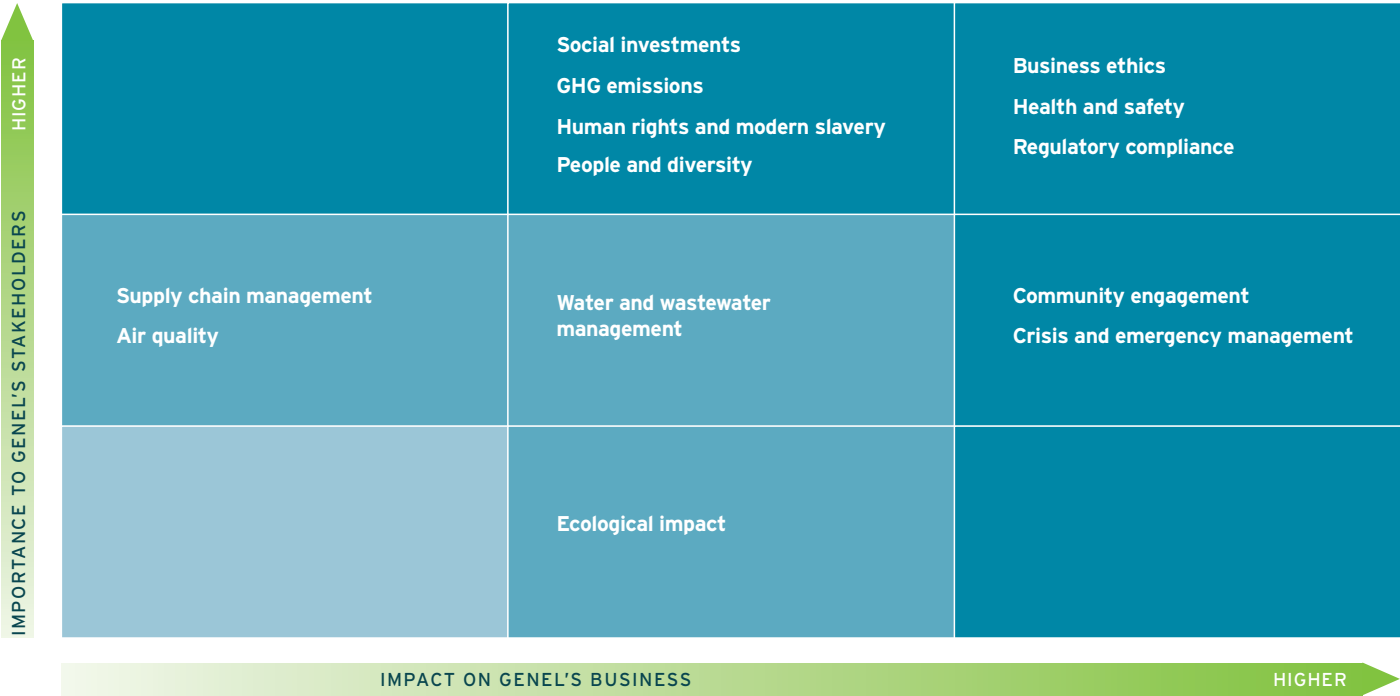 HIGHER
IMPORTANCE TO GENEL'S STAKEHOLDERS
Social investments
GHG emissions
Human rights and modern slavery
People and diversity
Business ethics
Health and safety
Regulatory compliance
Supply chain management
Air quality
Water and wastewater
management
Community engagement
Crisis and emergency management
Ecological impact
IMPACT ON GENEL'S BUSINESS
HIGHER